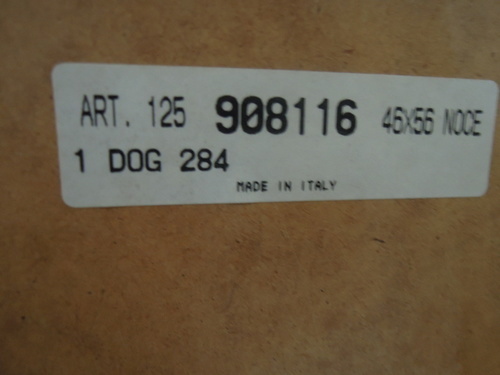 ART. 125 908116 46X56 NOCE
1 DOG 284
MADE IN ITALY